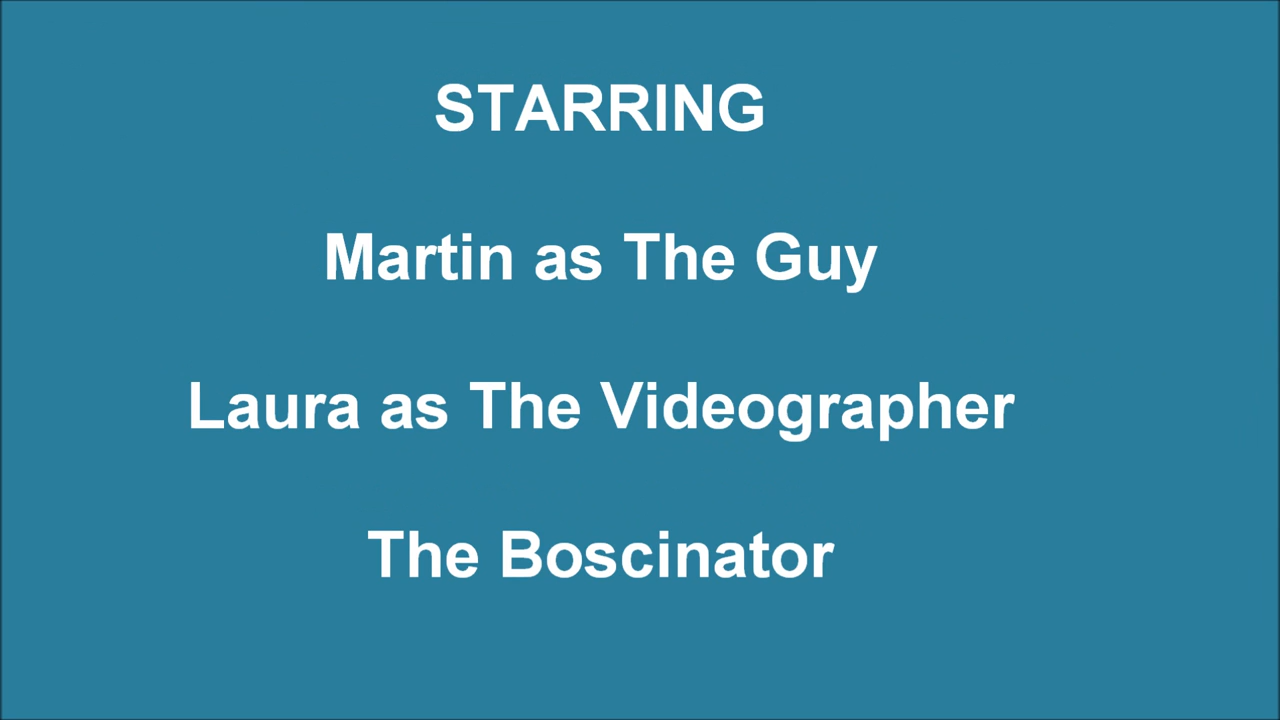 STARRING
Martin as The Guy
Laura as The Videographer
The Boscinator